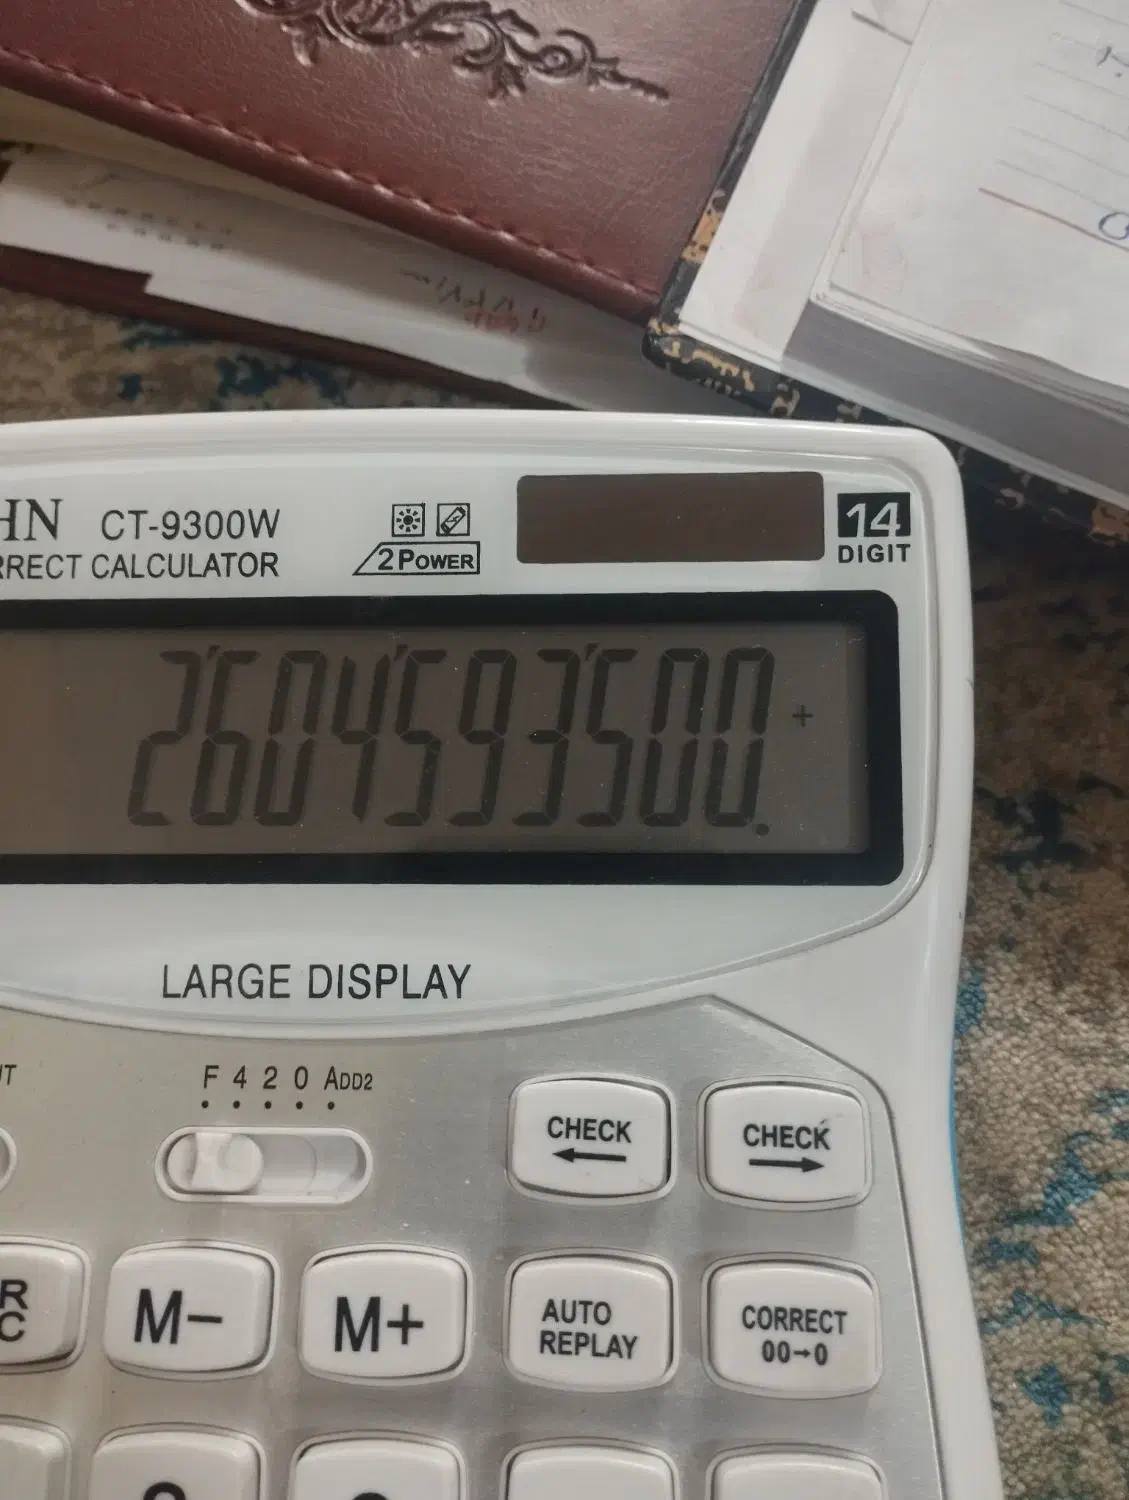 HN CT-9300W
RRECT CALCULATOR
2 POWER
14
DIGIT
2'604'593'500. +
LARGE DISPLAY
F 4 2 0 ADD2
CHECK
CHECK
M-
M+
AUTO
REPLAY
CORRECT
00→0